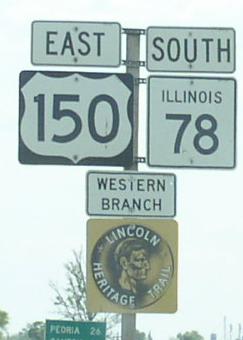 EAST
SOUTH
150
ILLINOIS
78
WESTERN
BRANCH
LINCOLN
HERITAGE TRAIL
PEORIA 26